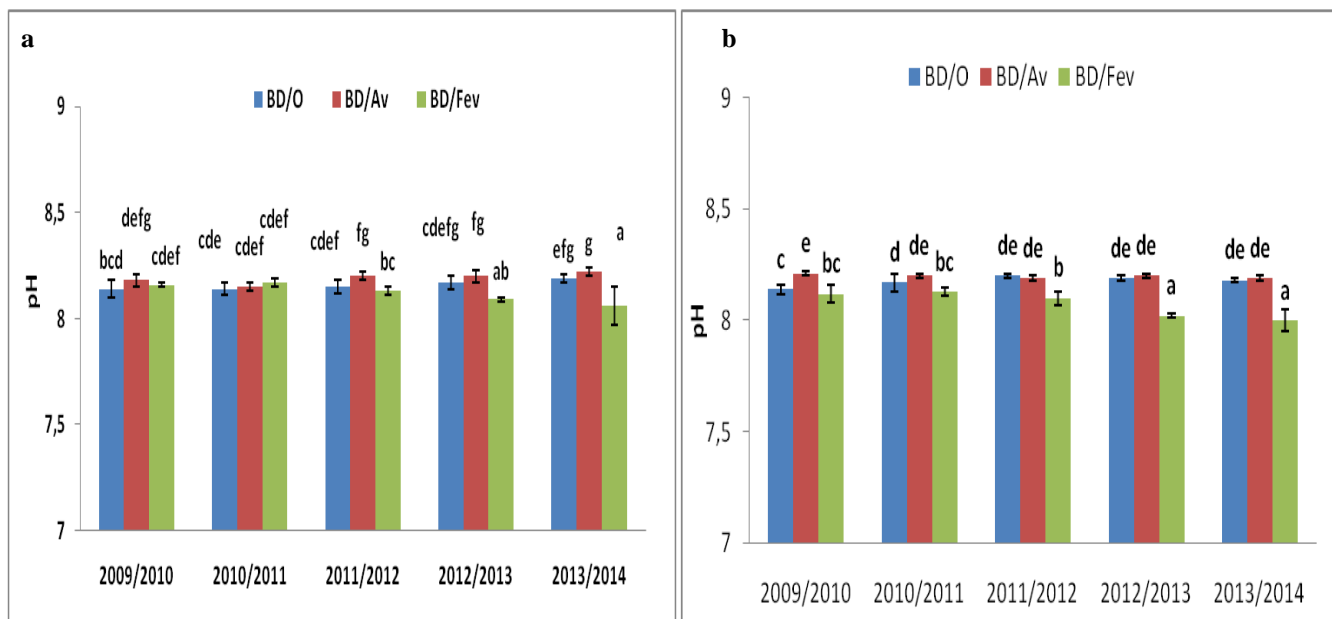 a
BD/O BD/Av BD/Fev
9
8,5
8
7,5
7
pH
bcd defg cdef
cde cdef cdef
cdef fg bc
cdefg fg ab
efg g a
2009/2010 2010/2011 2011/2012 2012/2013 2013/2014
b
BD/O BD/Av BD/Fev
9
8,5
8
7,5
7
pH
c e bc
d de bc
de de b
de de a
de de a
2009/2010 2010/2011 2011/2012 2012/2013 2013/2014